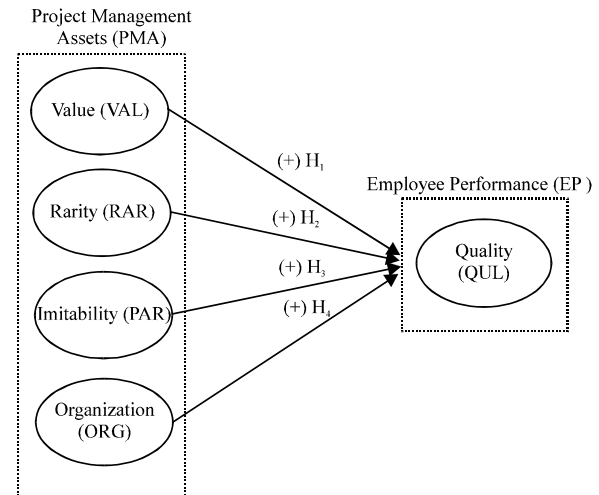 Project Management
Assets (PMA)
Value (VAL)
(+) H1
Employee Performance (EP )
Rarity (RAR)
(+) H2
Quality
(QUL)
(+) H3
Imitability (PAR)
(+) H4
Organization
(ORG)